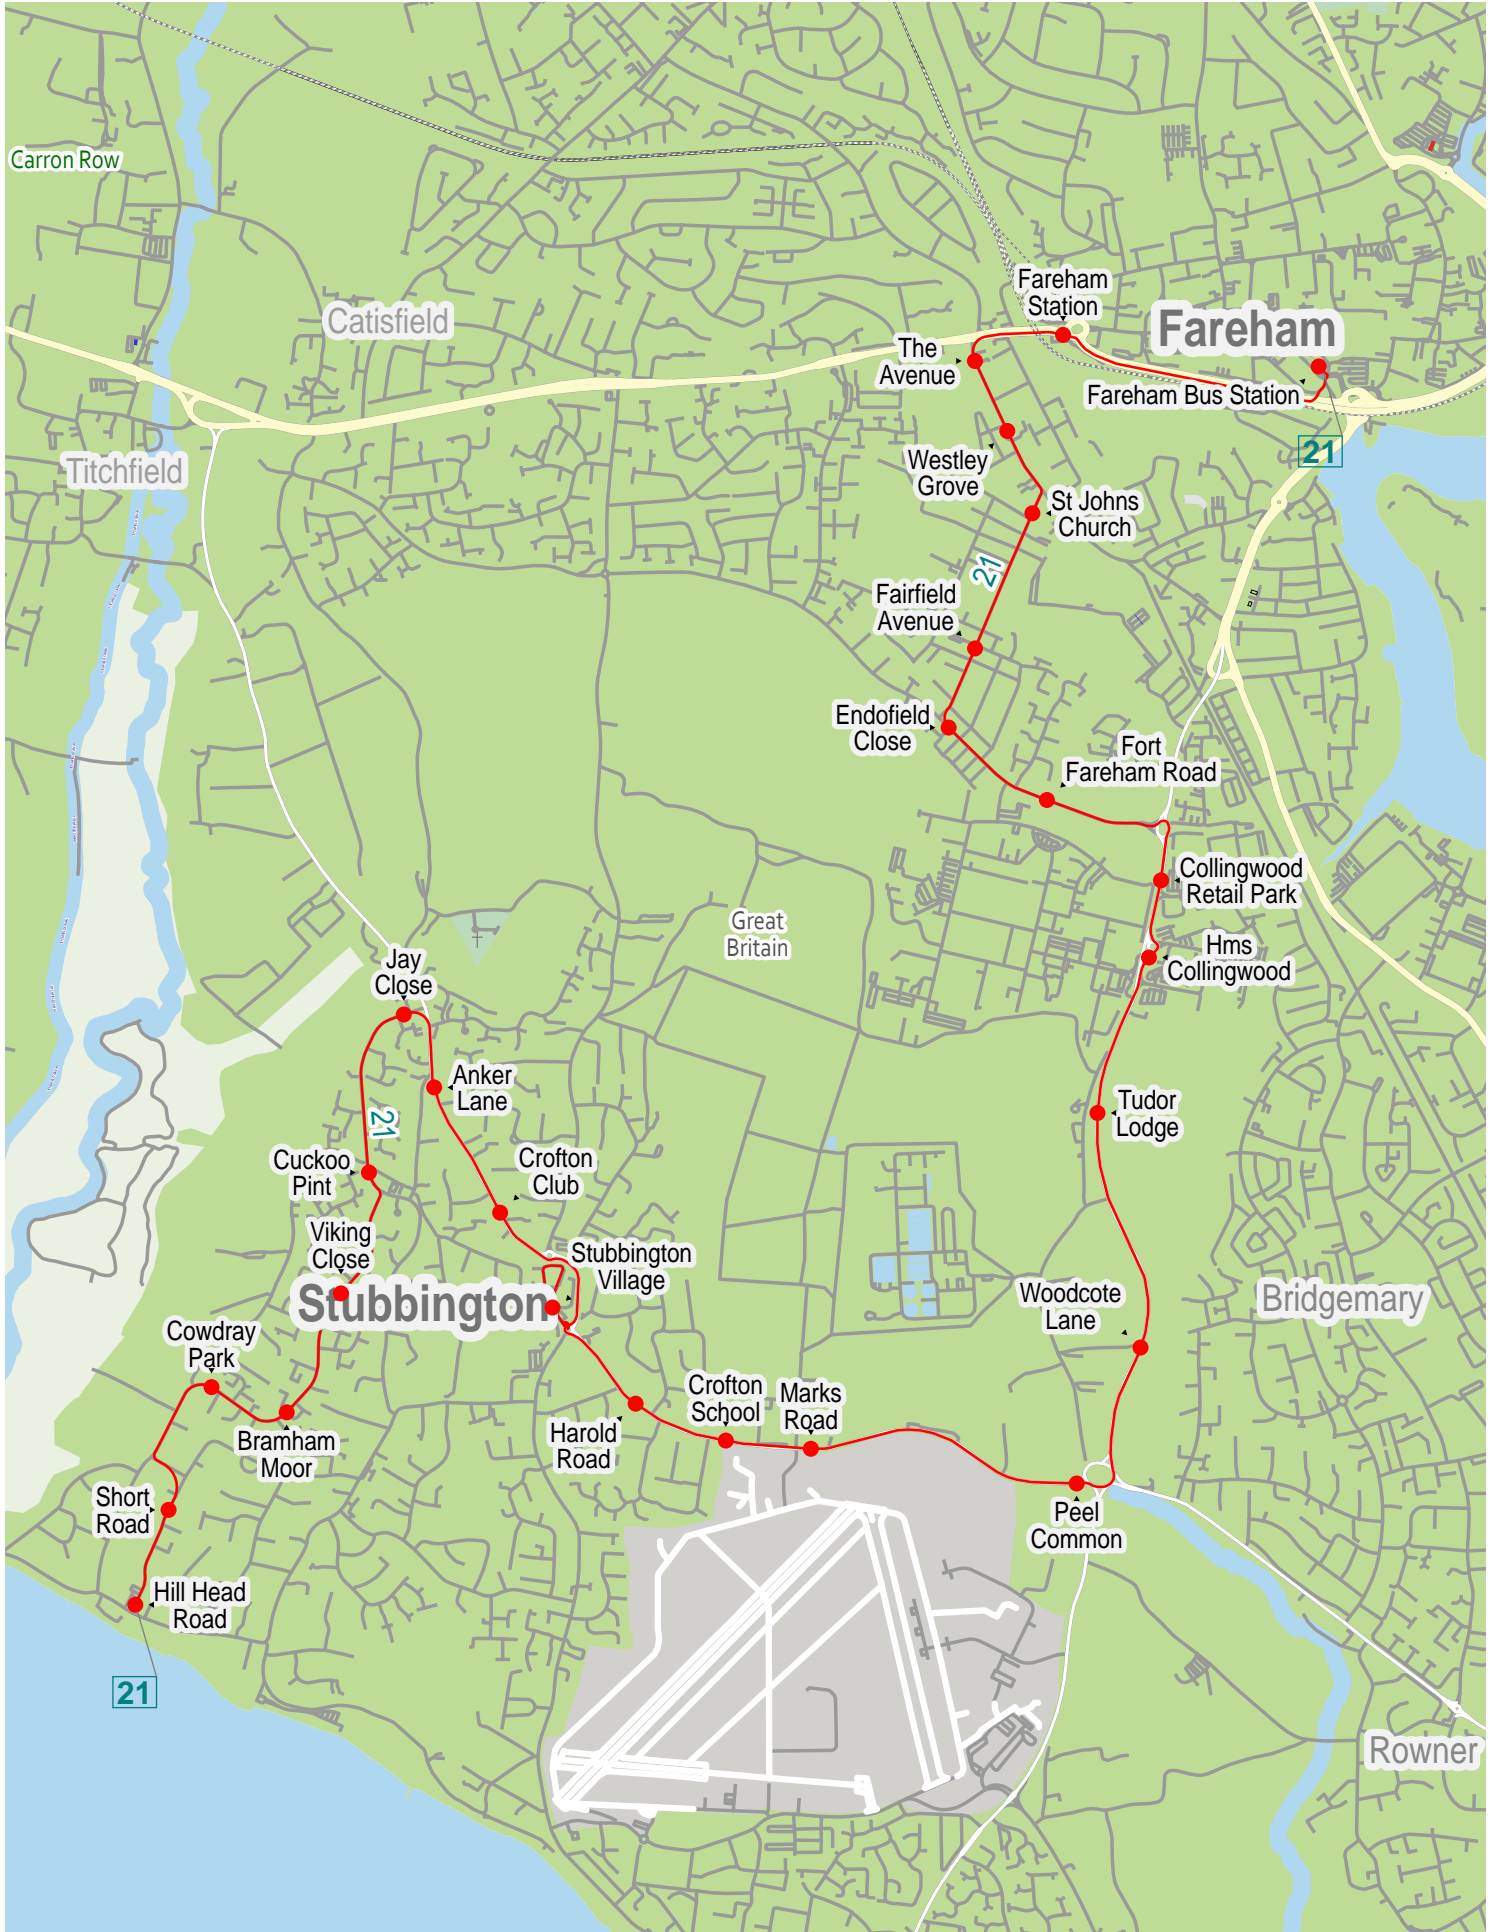 Carron Row
Catisfield
Fareham
Station
Fareham
The
Avenue
Fareham Bus Station
21
Titchfield
Westley
Grove
St Johns
Church
21
Fairfield
Avenue
Endofield
Close
Fort
Fareham Road
Collingwood
Retail Park
Great
Britain
Hms
Collingwood
Jay
Close
Anker
Lane
Tudor
Lodge
21
Cuckoo
Pint
Crofton
Club
Viking
Close
Stubbington
Village
Stubbington
Woodcote
Lane
Bridgemary
Cowdray
Park
Crofton
School
Marks
Road
Harold
Road
Bramham
Moor
Short
Road
Peel
Common
Hill Head
Road
21
Rowner